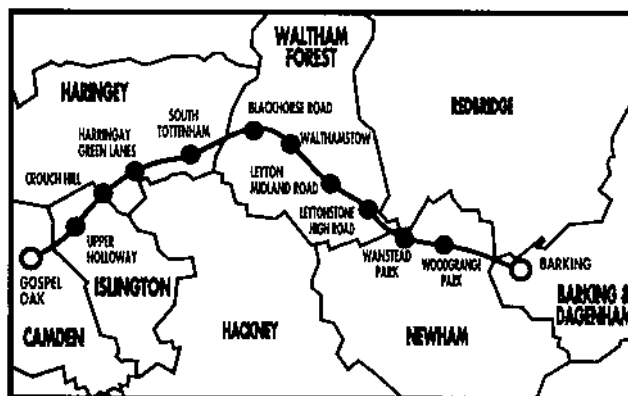 WALTHAM
FOREST
HARINGEY
REDBRIDGE
SOUTH
TOTTENHAM
BLACKHORSE ROAD
HARRINGAY
GREEN LANES
WALTHAMSTOW
CROUCH HILL
LEYTON
MIDLAND ROAD
LEYTONSTONE
HIGH ROAD
UPPER
HOLLOWAY
WANSTEAD
PARK
WOODGRANGE
PARK
BARKING
GOSPEL
OAK
ISLINGTON
BARKING &
DAGENHAM
CAMDEN
HACKNEY
NEWHAM